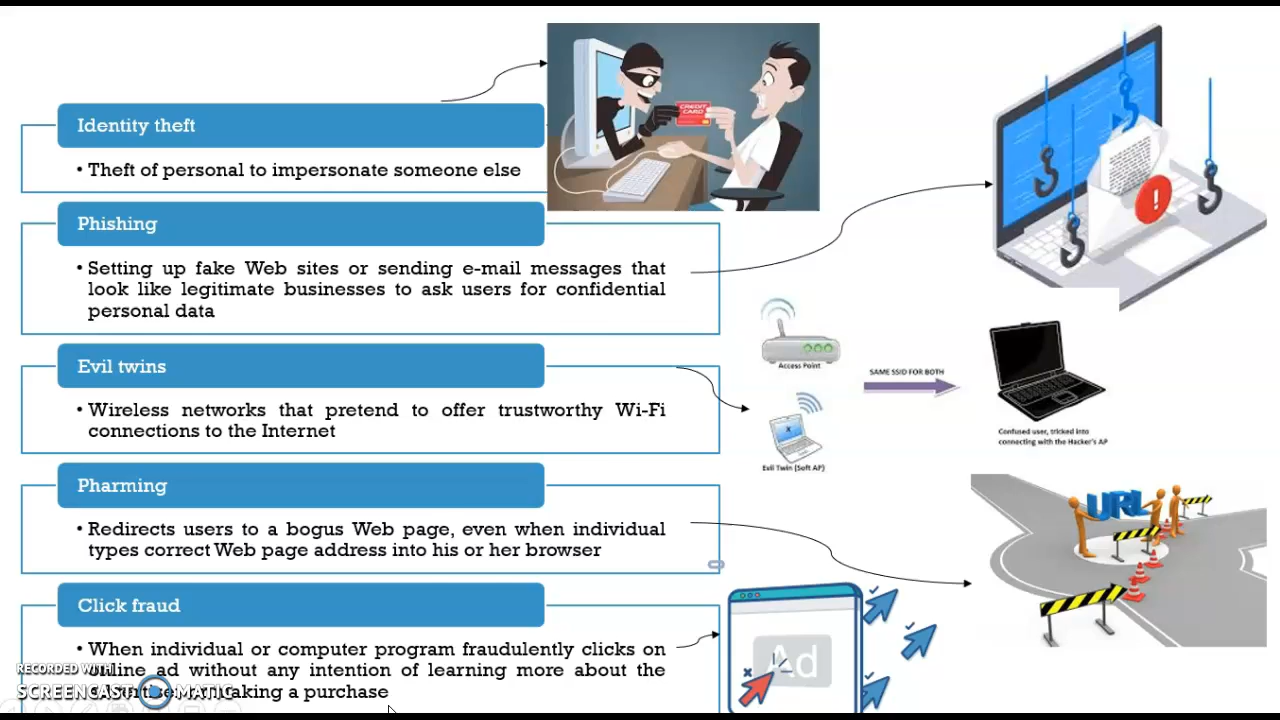 Identity theft
• Theft of personal to impersonate someone else
CREDIT
CARD
Phishing
• Setting up fake Web sites or sending e-mail messages that
look like legitimate businesses to ask users for confidential
personal data
!
Evil twins
• Wireless networks that pretend to offer trustworthy Wi-Fi
connections to the Internet
Access Point
SAME SSID FOR BOTH
Evil Twin (Soft AP)
Confused user, tricked into
connecting with the Hacker's AP
Pharming
• Redirects users to a bogus Web page, even when individual
types correct Web page address into his or her browser
URL
Click fraud
• When individual or computer program fraudulently clicks on
online ad without any intention of learning more about the
making a purchase
Ad
RECORDED WITH
SCREENCAST MATIC